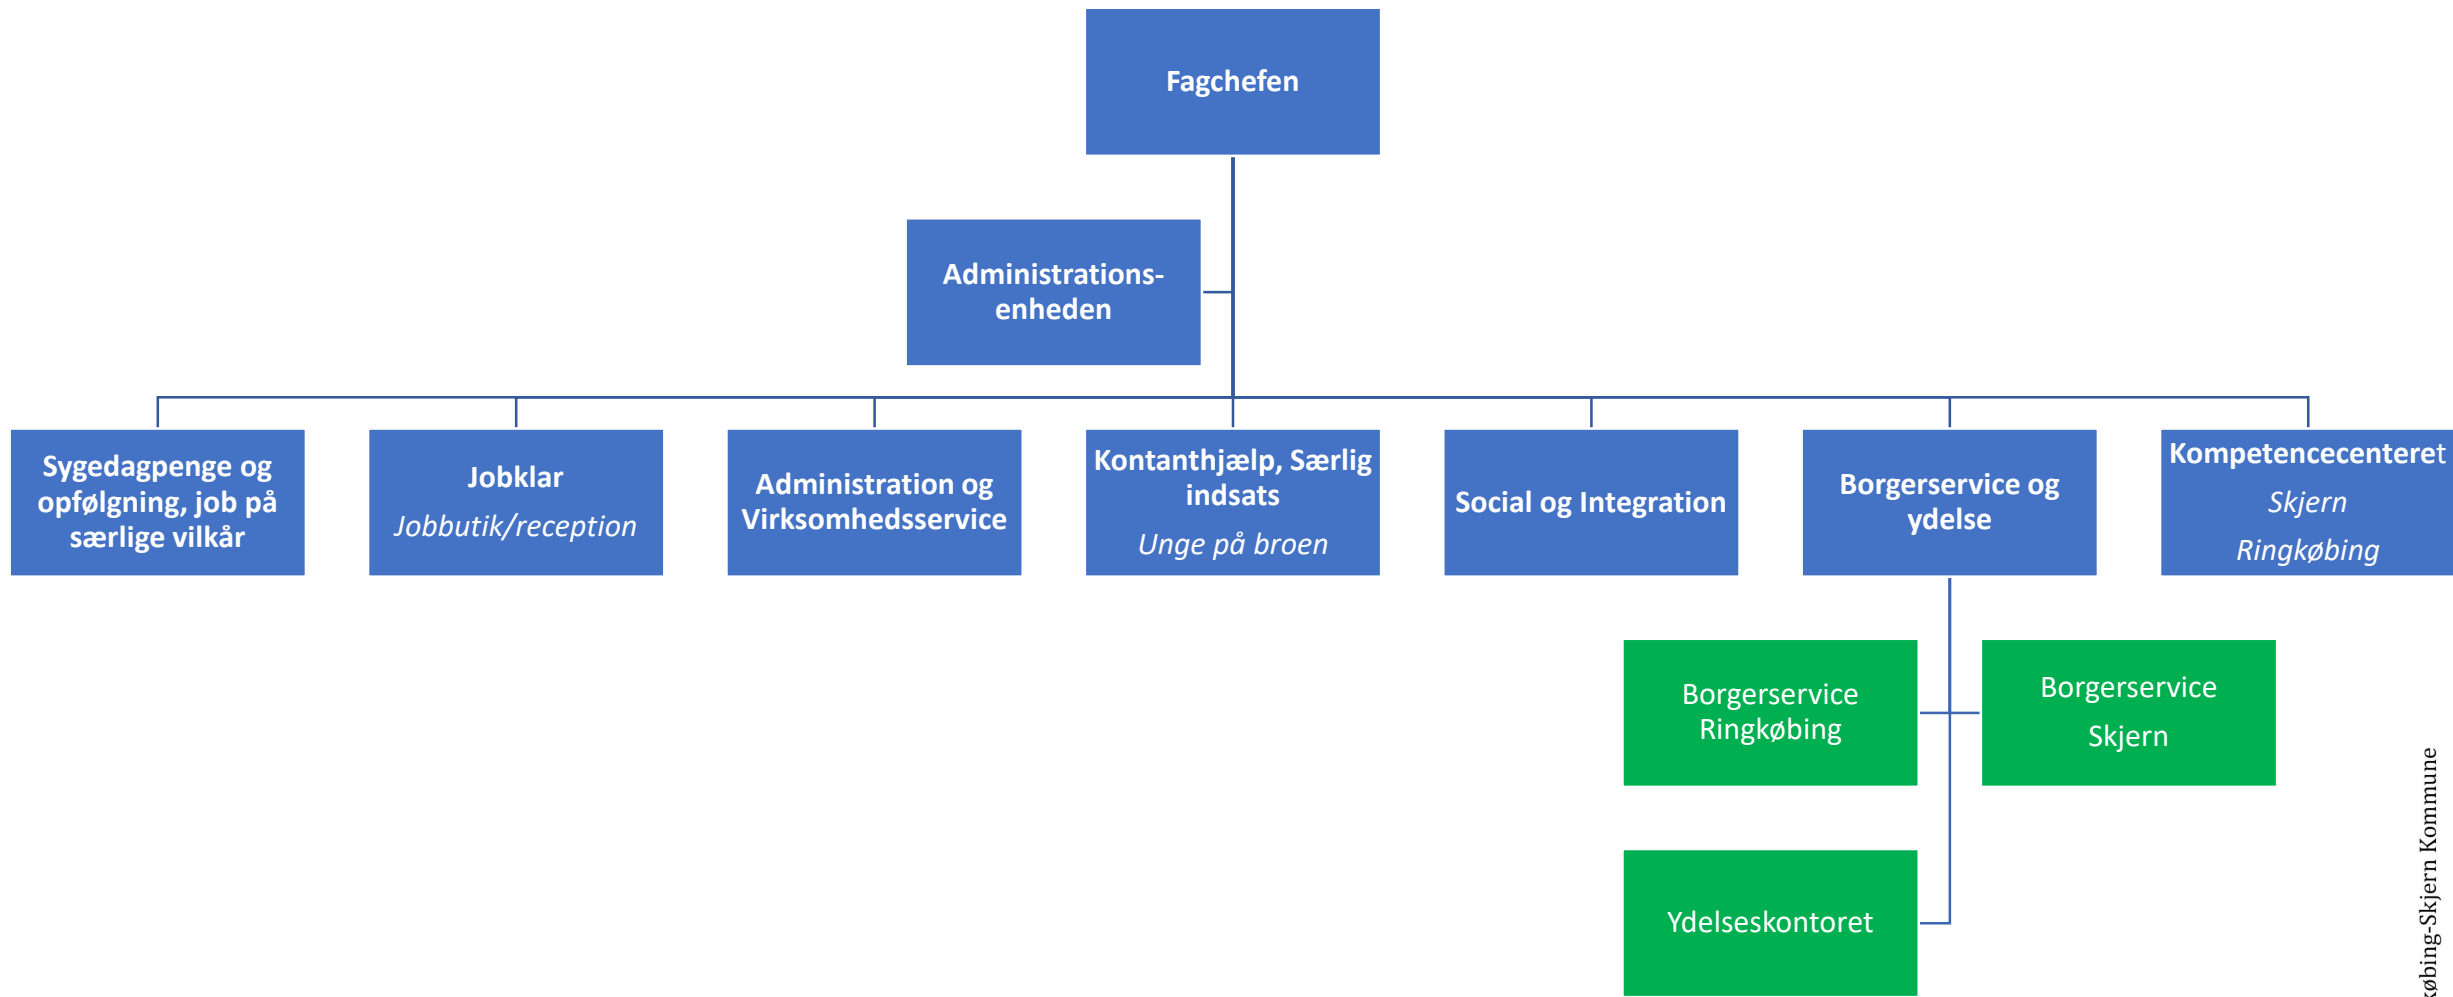 Fagchefen
Administrations-
enheden
Sygedagpenge og
opfølgning, job på
særlige vilkår
Jobklar
Jobbutik/reception
Administration og
Virksomhedsservice
Kontanthjælp, Særlig
indsats
Unge på broen
Social og Integration
Borgerservice og
ydelse
Kompetencecenteret
Skjern
Ringkøbing
Borgerservice
Ringkøbing
Borgerservice
Skjern
Ydelseskontoret
købing-Skjern Kommune